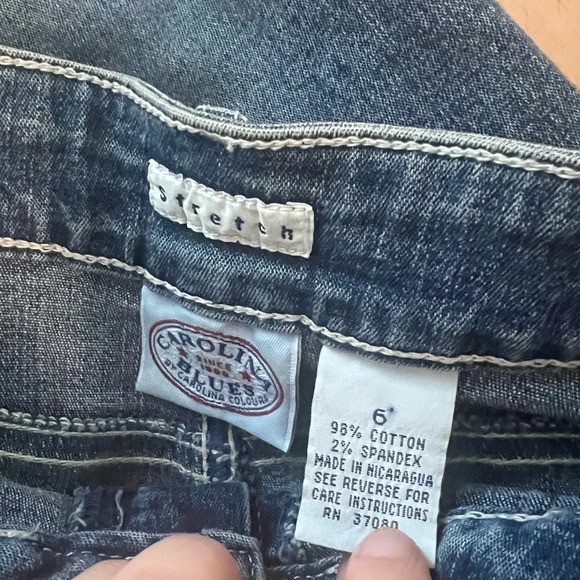 stretch
CAROLINA
SINCE
BLUES
BY CAROLINA COLOURS
6
98% COTTON
2% SPANDEX
MADE IN NICARAGUA
SEE REVERSE FOR
CARE INSTRUCTIONS
RN 37080